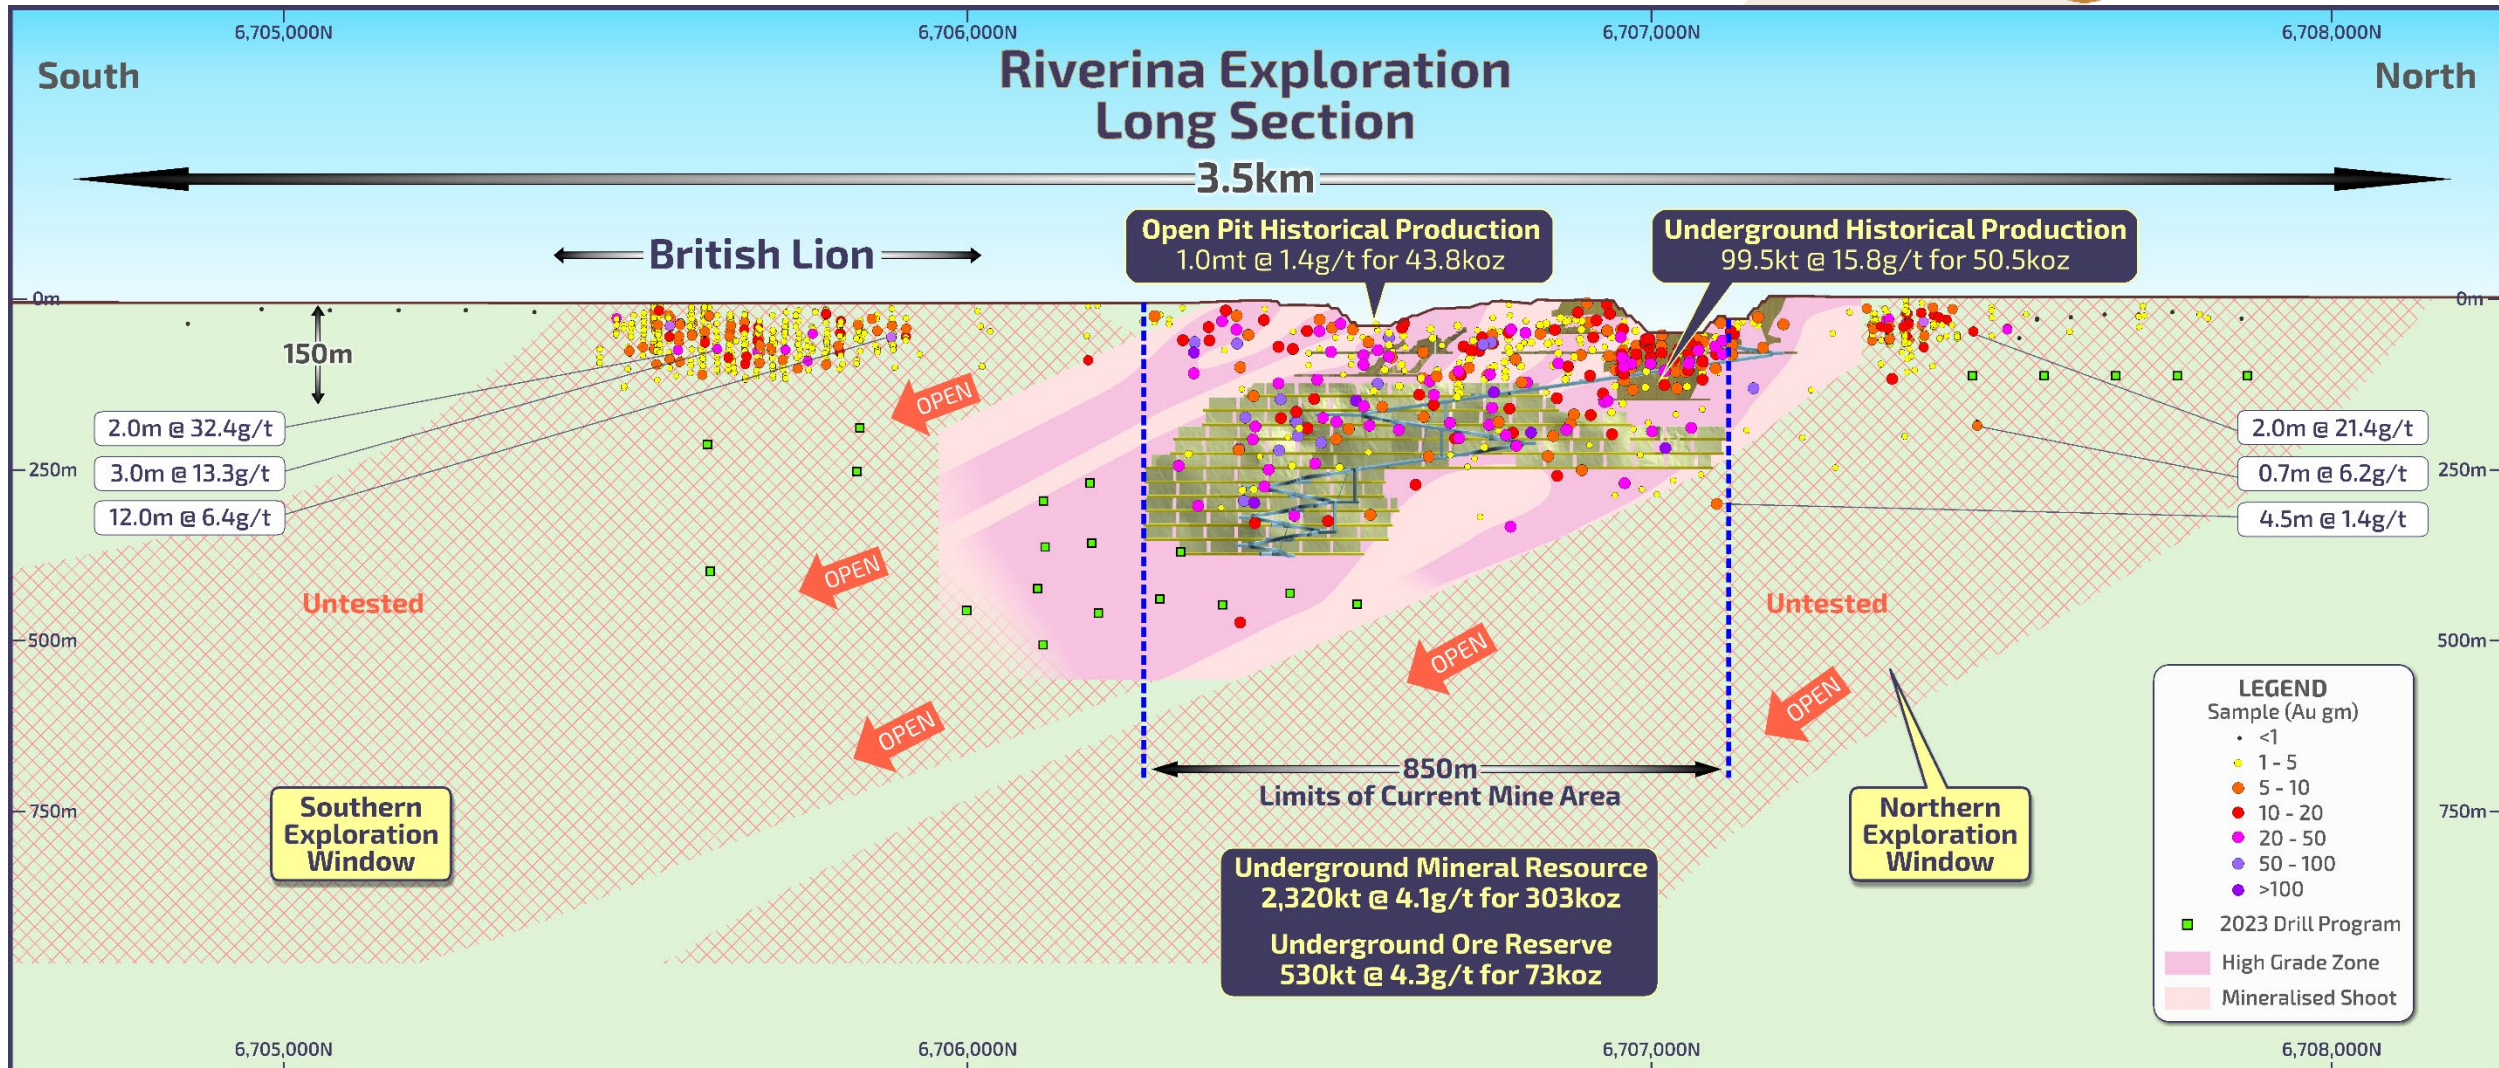 6,705,000N
6,706,000N
6,707,000N
6,708,000N
South
Riverina Exploration
Long Section
North
3.5km
British Lion
Open Pit Historical Production
1.0mt @ 1.4g/t for 43.8koz
Underground Historical Production
99.5kt @ 15.8g/t for 50.5koz
0m
0m
150m
OPEN
2.0m @ 32.4g/t
3.0m @ 13.3g/t
12.0m @ 6.4g/t
2.0m @ 21.4g/t
0.7m @ 6.2g/t
4.5m @ 1.4g/t
250m
250m
OPEN
Untested
Untested
500m
500m
OPEN
OPEN
OPEN
850m
Limits of Current Mine Area
750m
750m
Southern
Exploration
Window
Northern
Exploration
Window
Underground Mineral Resource
2,320kt @ 4.1g/t for 303koz
Underground Ore Reserve
530kt @ 4.3g/t for 73koz
LEGEND
Sample (Au gm)
<1
1 - 5
5 - 10
10 - 20
20 - 50
50 - 100
>100
2023 Drill Program
High Grade Zone
Mineralised Shoot
6,705,000N
6,706,000N
6,707,000N
6,708,000N